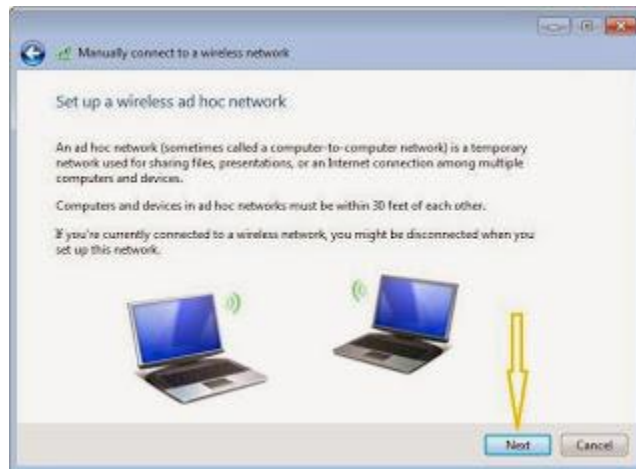 Manually connect to a wireless network
Set up a wireless ad hoc network
An ad hoc network (sometimes called a computer-to-computer network) is a temporary
network used for sharing files, presentations, or an Internet connection among multiple
computers and devices.
Computers and devices in ad hoc networks must be within 30 feet of each other.
If you're currently connected to a wireless network, you might be disconnected when you
set up this network.
Next
Cancel